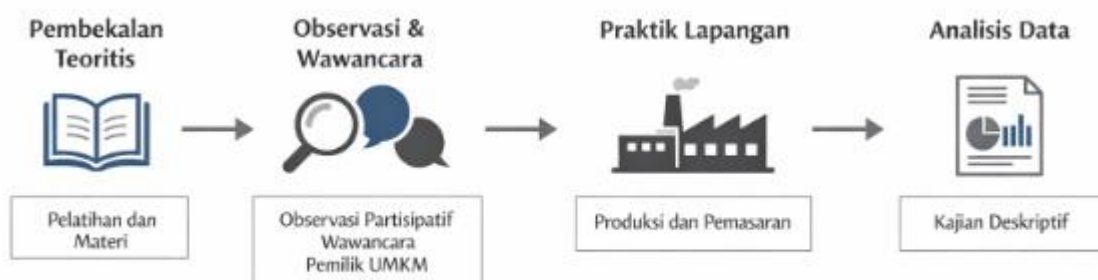 Pembekalan
Teoritis
Observasi &
Wawancara
Praktik Lapangan
Analisis Data
Pelatihan dan
Materi
Observasi Partisipatif
Wawancara
Pemilik UMKM
Produksi dan Pemasaran
Kajian Deskriptif